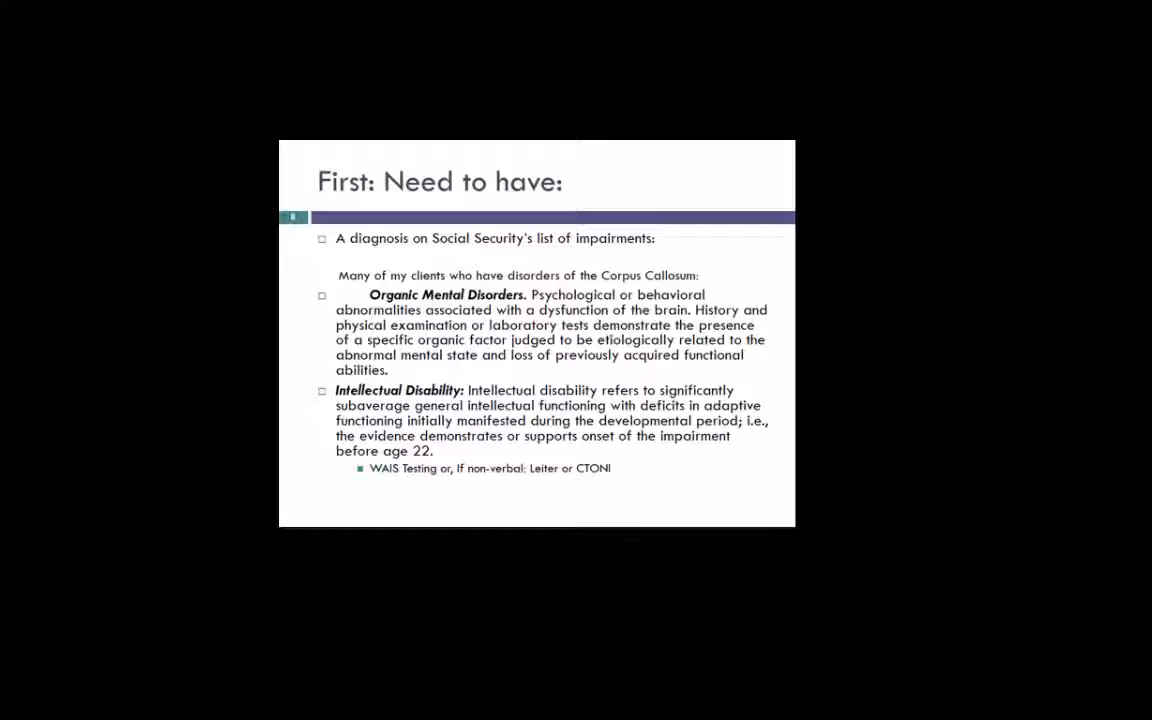 First: Need to have:
8
A diagnosis on Social Security's list of impairments:
Many of my clients who have disorders of the Corpus Callosum:
Organic Mental Disorders. Psychological or behavioral
abnormalities associated with a dysfunction of the brain. History and
physical examination or laboratory tests demonstrate the presence
of a specific organic factor judged to be etiologically related to the
abnormal mental state and loss of previously acquired functional
abilities.
Intellectual Disability: Intellectual disability refers to significantly
subaverage general intellectual functioning with deficits in adaptive
functioning initially manifested during the developmental period; i.e.,
the evidence demonstrates or supports onset of the impairment
before age 22.
WAIS Testing or, If non-verbal: Leiter or CTONI